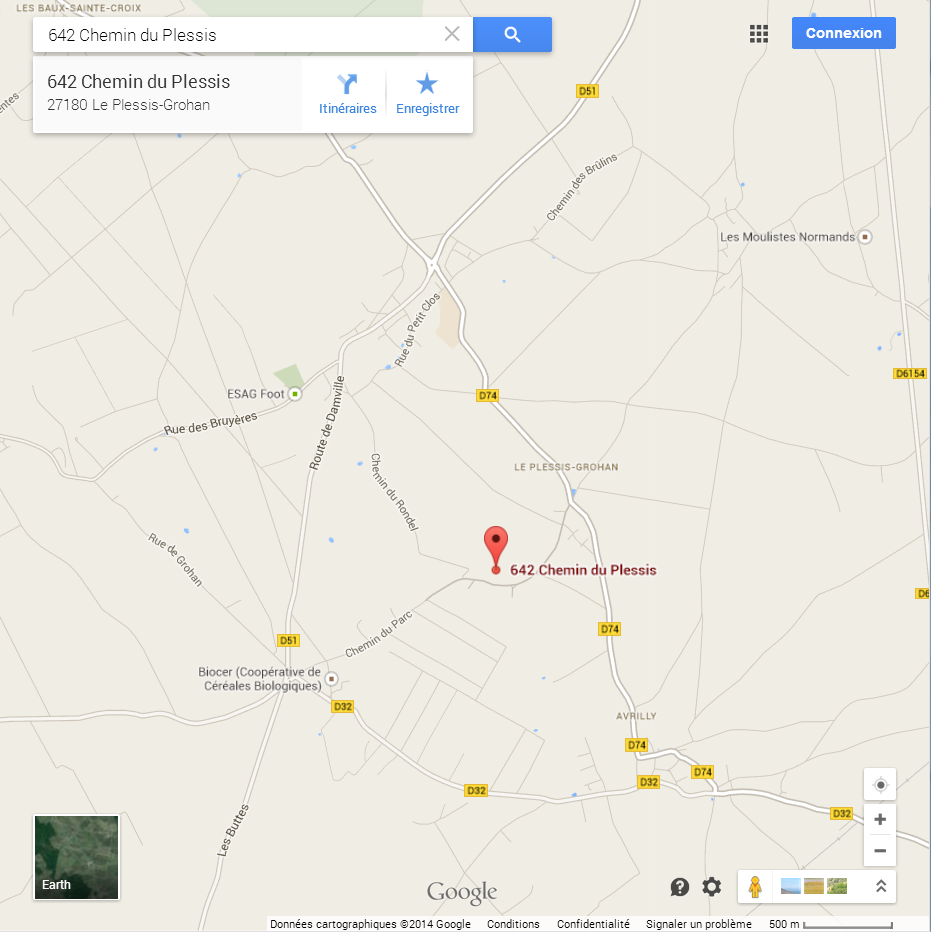 LES BAUX-SAINTE-CROIX
642 Chemin du Plessis
Connexion
642 Chemin du Plessis
27180 Le Plessis-Grohan
Itinéraires
Enregistrer
D51
Chemin des Brûlins
Les Moulistes Normands
Rue du Petit Clos
D6154
ESAG Foot
D74
Rue des Bruyères
Route de Damville
LE PLESSIS-GROHAN
Chemin du Rondel
Rue de Grohan
642 Chemin du Plessis
D6
D74
Chemin du Parc
D51
Biocer (Coopérative de
Céréales Biologiques)
D32
AVRILLY
D74
D74
D32
D32
D32
Les Buttes
Earth
Google
Données cartographiques ©2014 Google Conditions Confidentialité Signaler un problème 500 m